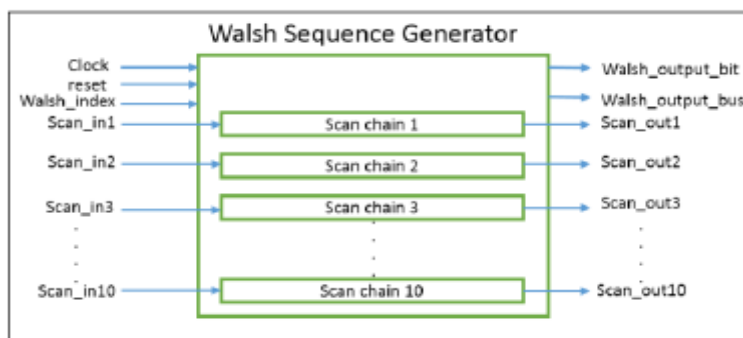 Walsh Sequence Generator
Clock
reset
Walsh_index
Walsh_output_bit
Walsh_output_bus
Scan_in1
Scan chain 1
Scan_out1
Scan_in2
Scan chain 2
Scan_out2
Scan_in3
Scan chain 3
Scan_out3
Scan_in10
Scan chain 10
Scan_out10